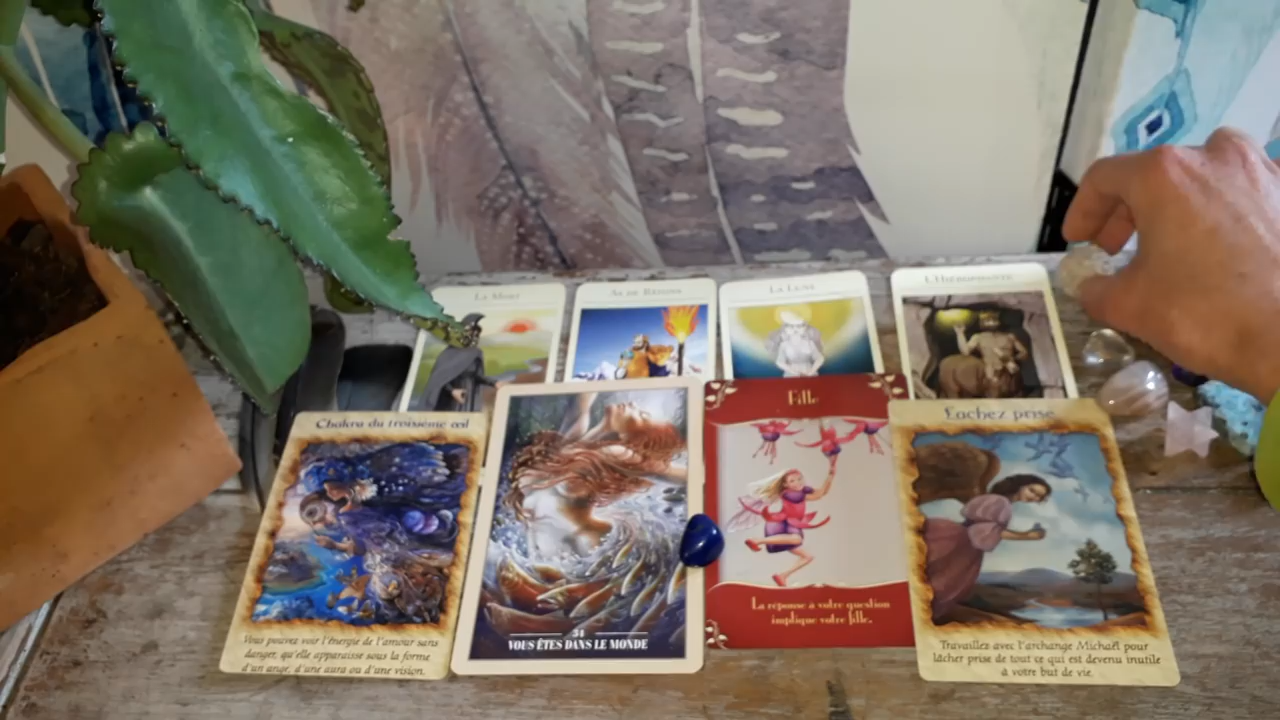 La Mort
As de Bâtons
La Lune
L'Hiérophante
Chakra du troisième œil
Fille
Lâchez prise
Vous pouvez voir l'énergie de l'amour sans
danger, qu'elle apparaisse sous la forme
d'un ange, d'une aura ou d'une vision.
34
VOUS ÊTES DANS LE MONDE
La réponse à votre question
implique votre fille.
Travaillez avec l'archange Michaël pour
lâcher prise de tout ce qui est devenu inutile
à votre but de vie.